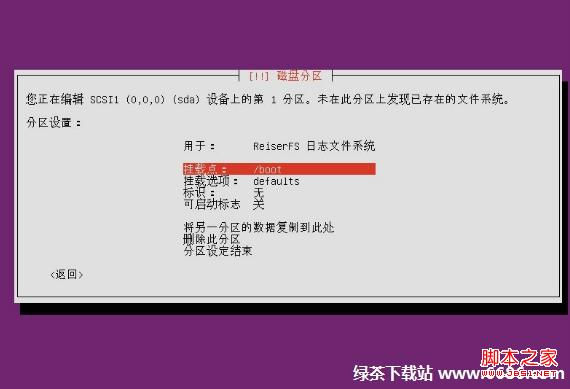 [!!] 磁盘分区
您正在编辑 SCSI1 (0,0,0) (sda) 设备上的第 1 分区。未在此分区上发现已存在的文件系统。
分区设置：
用于： ReiserFS 日志文件系统
挂载点： /boot
挂载选项： defaults
标识： 无
可启动标志 关
将另一分区的数据复制到此处
删除此分区
分区设定结束
<返回>
脚本之家
绿茶下载站